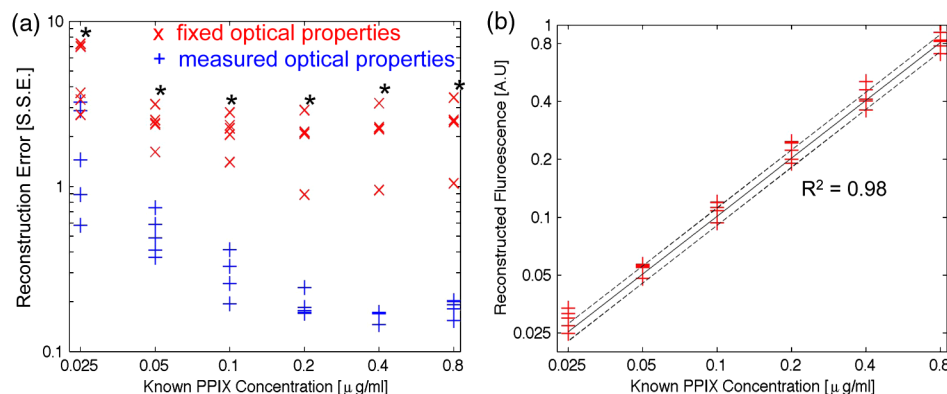 (a)
× fixed optical properties
+ measured optical properties
Reconstruction Error [S.S.E.]
10
1
0.1
0.025 0.05 0.1 0.2 0.4 0.8
Known PPIX Concentration [μ g/ml]
(b)
Reconstructed Fluroescence [A.U]
1
0.8
0.4
0.2
0.1
0.05
0.025
R² = 0.98
0.025 0.05 0.1 0.2 0.4 0.8
Known PPIX Concentration [μ g/ml]